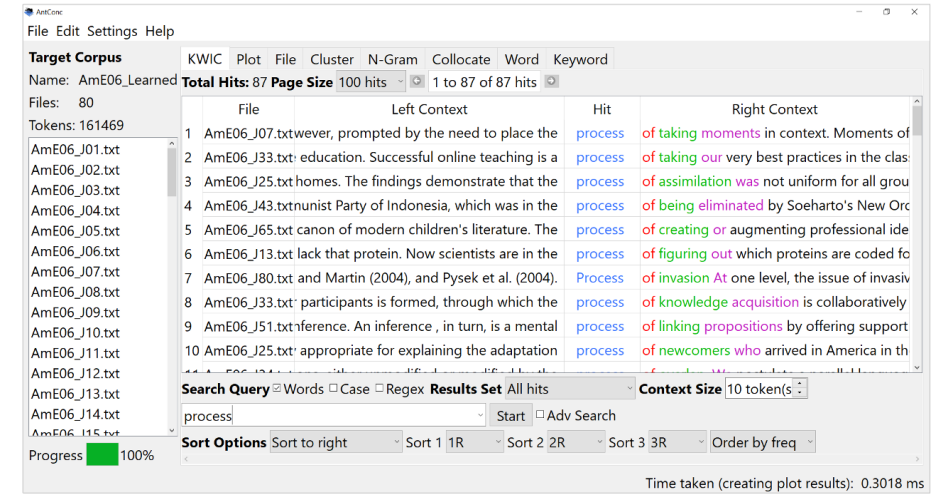 AntConc
File Edit Settings Help
Target Corpus
Name: AmE06_Learned
Files: 80
Tokens: 161469
AmE06_J01.txt
AmE06_J02.txt
AmE06_J03.txt
AmE06_J04.txt
AmE06_J05.txt
AmE06_J06.txt
AmE06_J07.txt
AmE06_J08.txt
AmE06_J09.txt
AmE06_J10.txt
AmE06_J11.txt
AmE06_J12.txt
AmE06_J13.txt
AmE06_J14.txt
AmE06_J15.txt
Progress 100%
KWIC Plot File Cluster N-Gram Collocate Word Keyword
Total Hits: 87 Page Size 100 hits 1 to 87 of 87 hits
File Left Context Hit Right Context
1 AmE06_J07.txt wever, prompted by the need to place the process of taking moments in context. Moments of
2 AmE06_J33.txt education. Successful online teaching is a process of taking our very best practices in the clas
3 AmE06_J25.txt homes. The findings demonstrate that the process of assimilation was not uniform for all grou
4 AmE06_J43.txt nunist Party of Indonesia, which was in the process of being eliminated by Soeharto's New Ord
5 AmE06_J65.txt canon of modern children's literature. The process of creating or augmenting professional ide
6 AmE06_J13.txt lack that protein. Now scientists are in the process of figuring out which proteins are coded fo
7 AmE06_J80.txt and Martin (2004), and Pysek et al. (2004). Process of invasion At one level, the issue of invasiv
8 AmE06_J33.txt participants is formed, through which the process of knowledge acquisition is collaboratively
9 AmE06_J51.txt nference. An inference , in turn, is a mental process of linking propositions by offering support
10 AmE06_J25.txt appropriate for explaining the adaptation process of newcomers who arrived in America in th
Search Query Words Case Regex Results Set All hits Context Size 10 token(s
process Start Adv Search
Sort Options Sort to right Sort 1 1R Sort 2 2R Sort 3 3R Order by freq
Time taken (creating plot results): 0.3018 ms